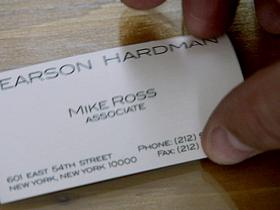 EARSON HARDMAN
MIKE ROSS
ASSOCIATE
601 EAST 54TH STREET
NEW YORK, NEW YORK 10000
PHONE: (212)
FAX: (212)